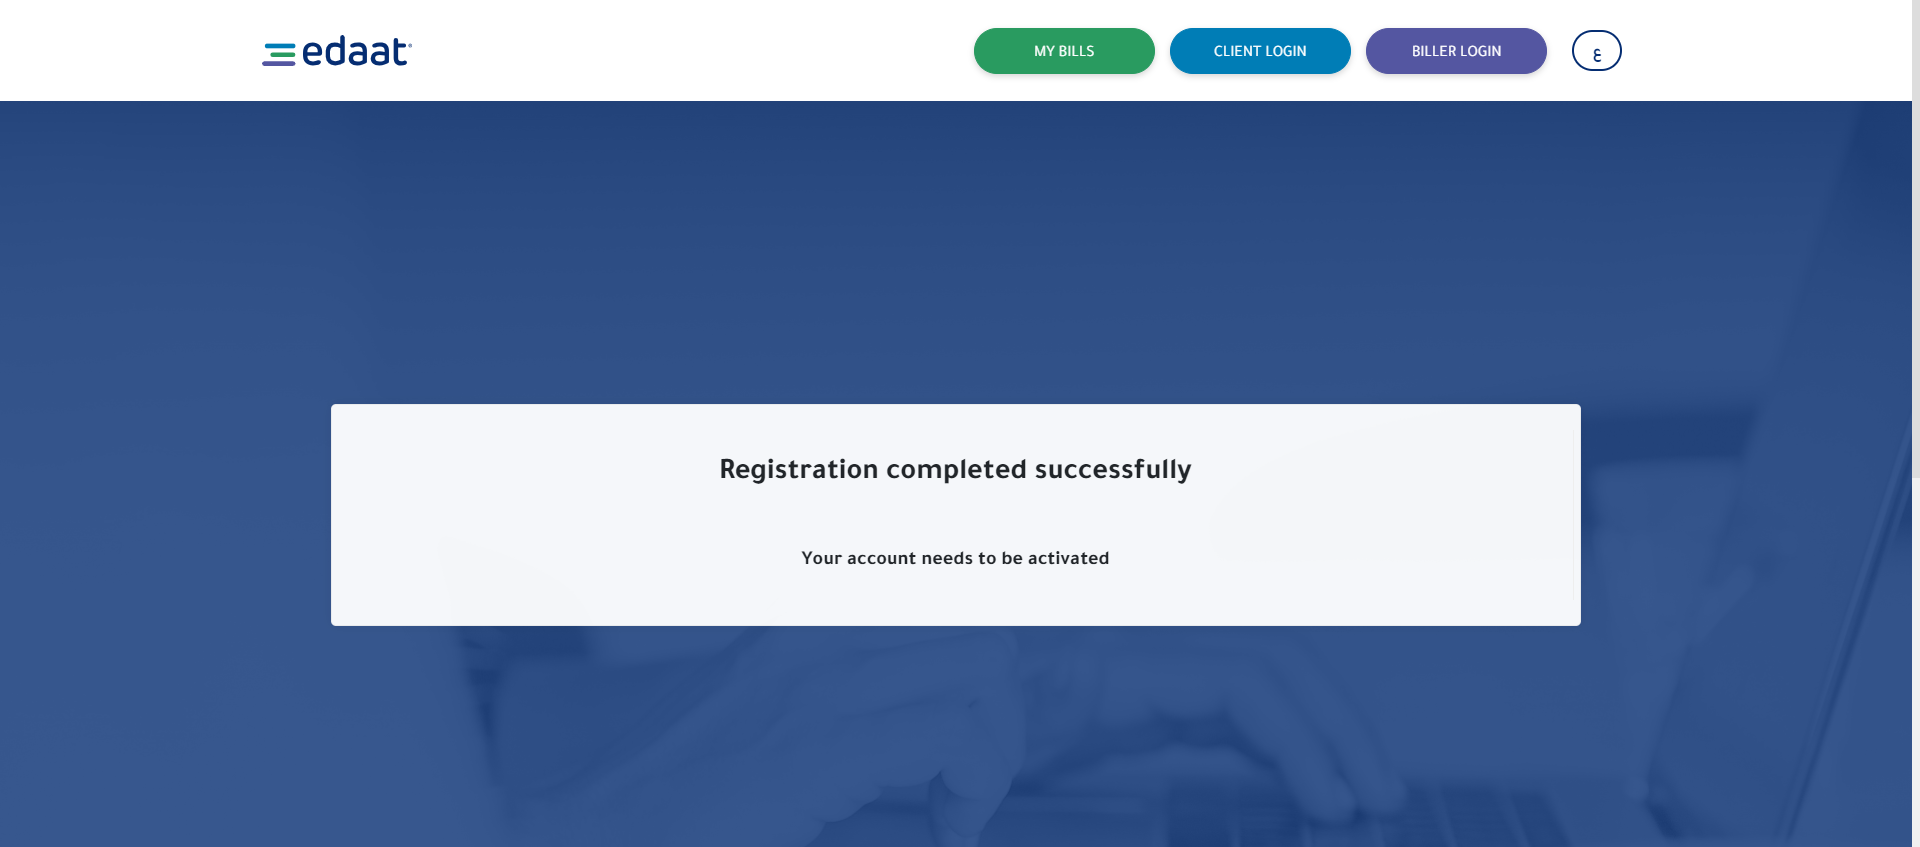 edaat
MY BILLS
CLIENT LOGIN
BILLER LOGIN
ع
Registration completed successfully
Your account needs to be activated